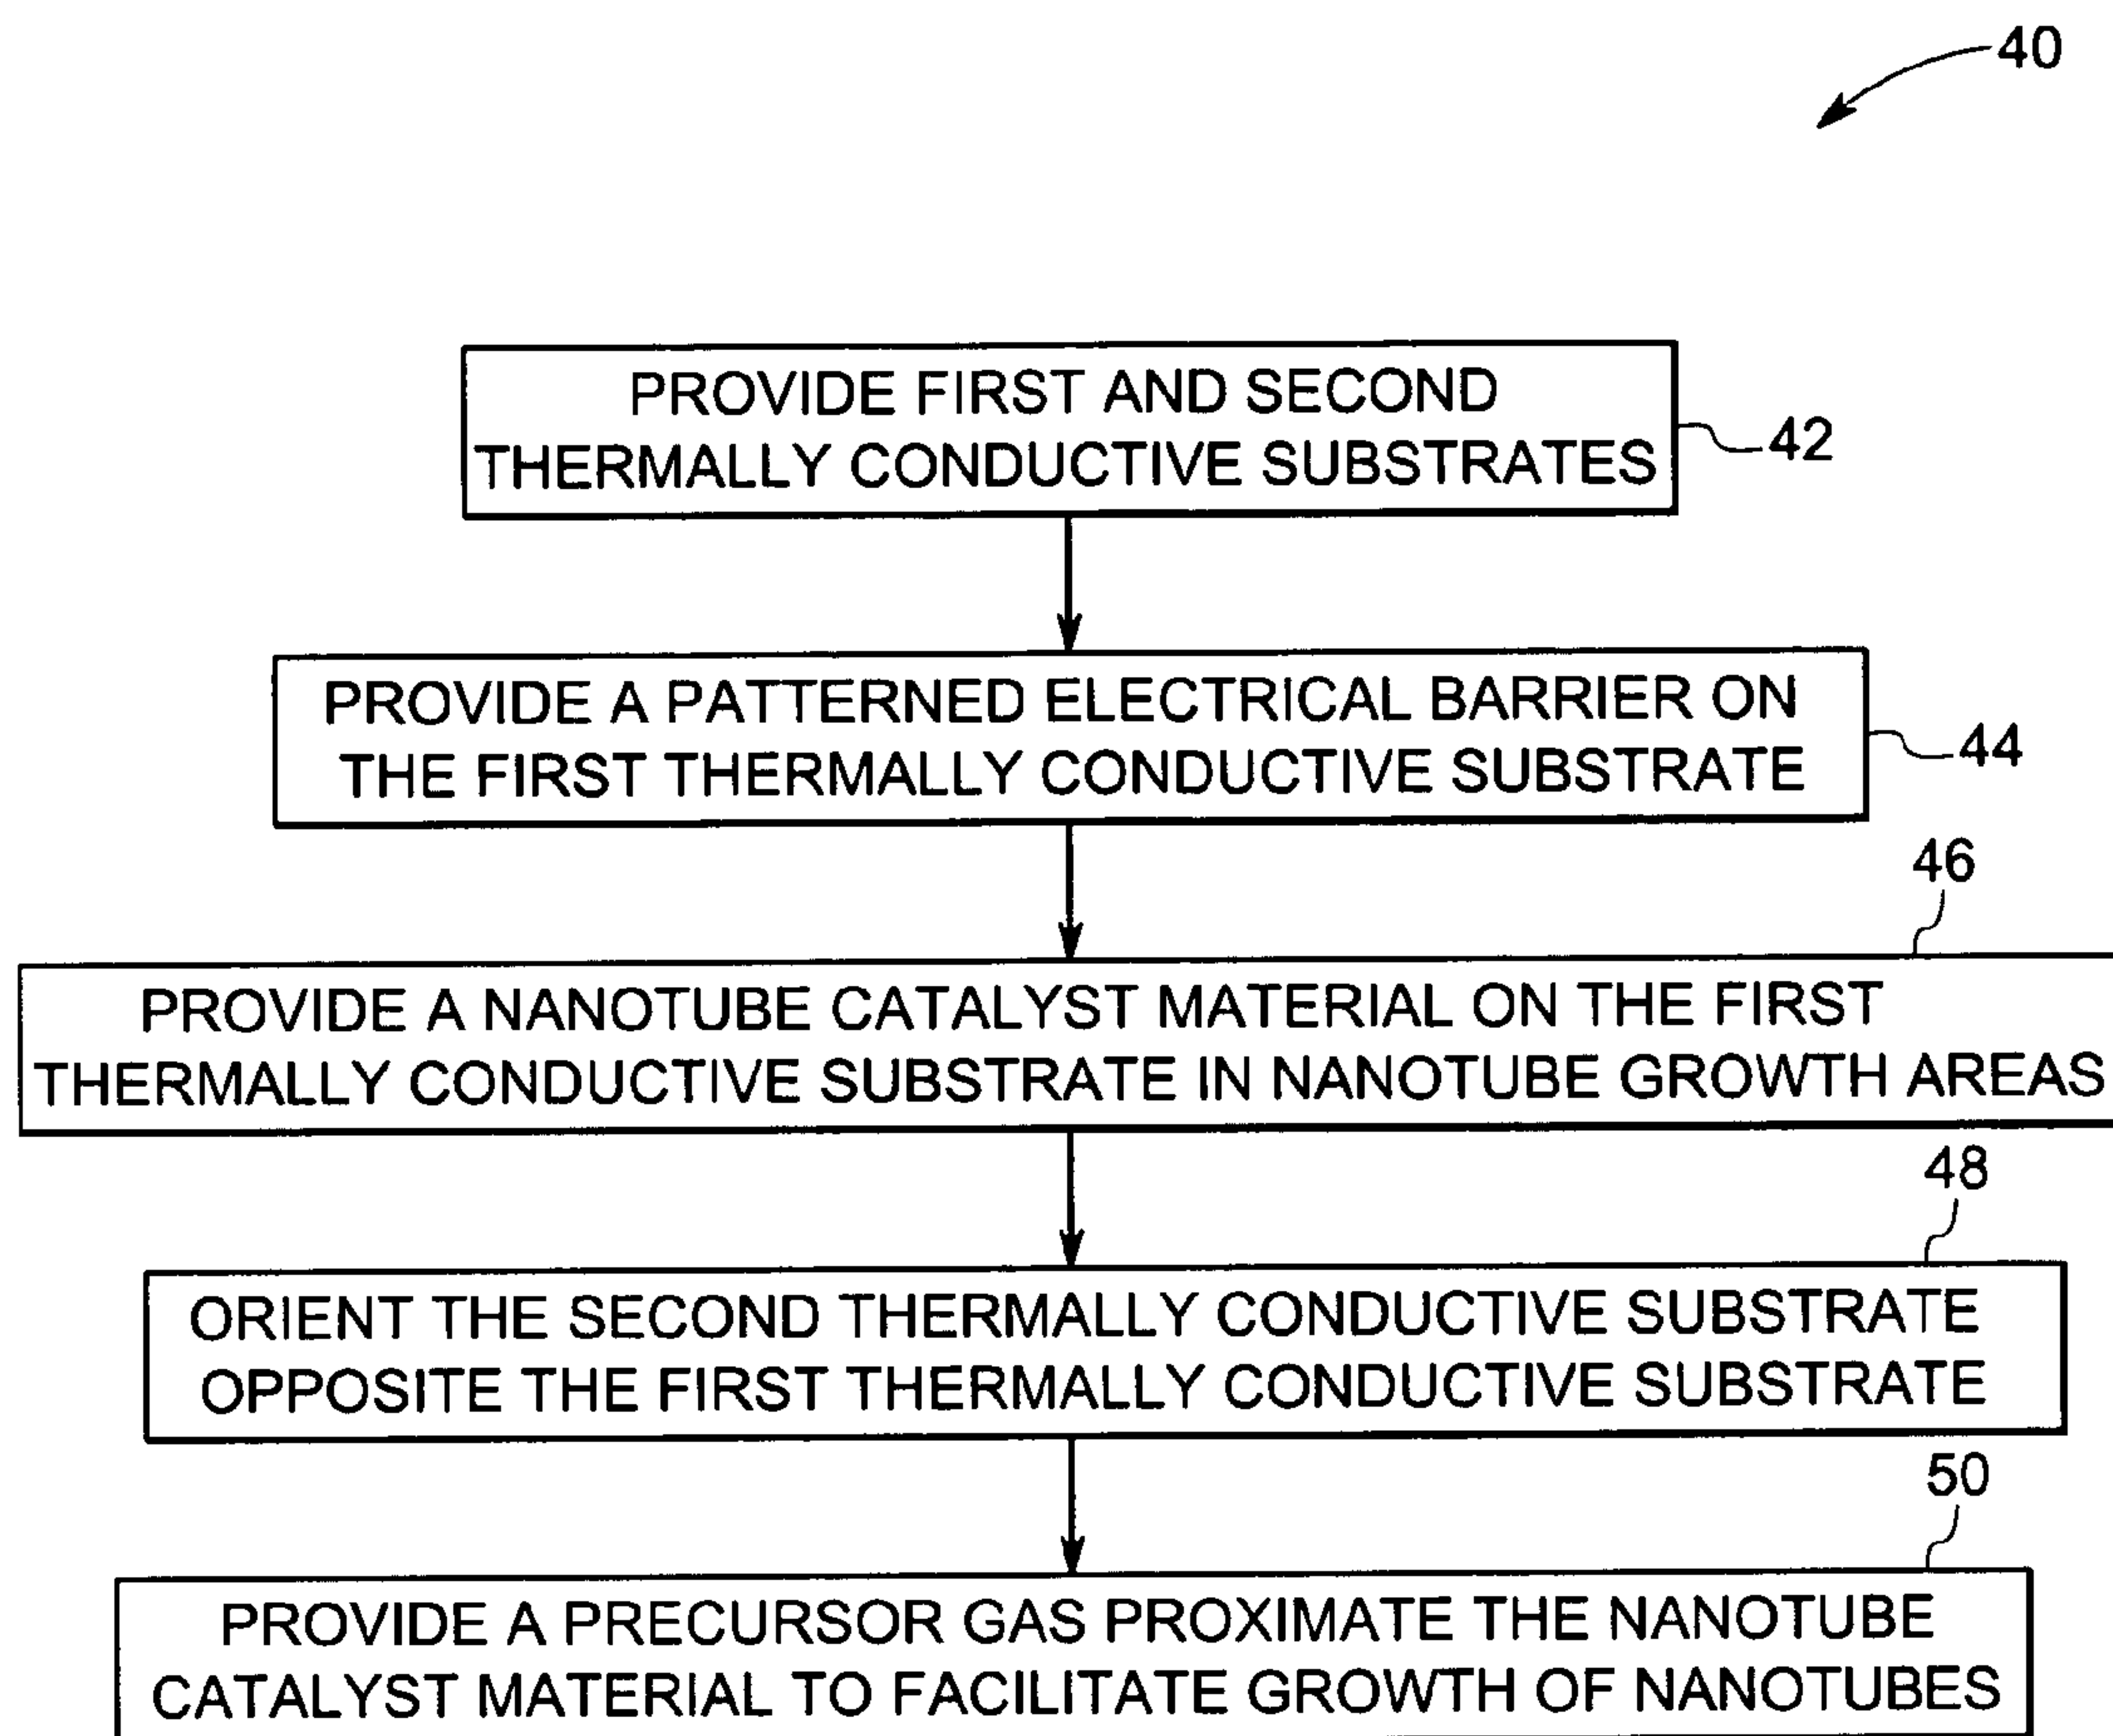 40
PROVIDE FIRST AND SECOND
THERMALLY CONDUCTIVE SUBSTRATES
42
PROVIDE A PATTERNED ELECTRICAL BARRIER ON
THE FIRST THERMALLY CONDUCTIVE SUBSTRATE
44
46
PROVIDE A NANOTUBE CATALYST MATERIAL ON THE FIRST
THERMALLY CONDUCTIVE SUBSTRATE IN NANOTUBE GROWTH AREAS
48
ORIENT THE SECOND THERMALLY CONDUCTIVE SUBSTRATE
OPPOSITE THE FIRST THERMALLY CONDUCTIVE SUBSTRATE
50
PROVIDE A PRECURSOR GAS PROXIMATE THE NANOTUBE
CATALYST MATERIAL TO FACILITATE GROWTH OF NANOTUBES